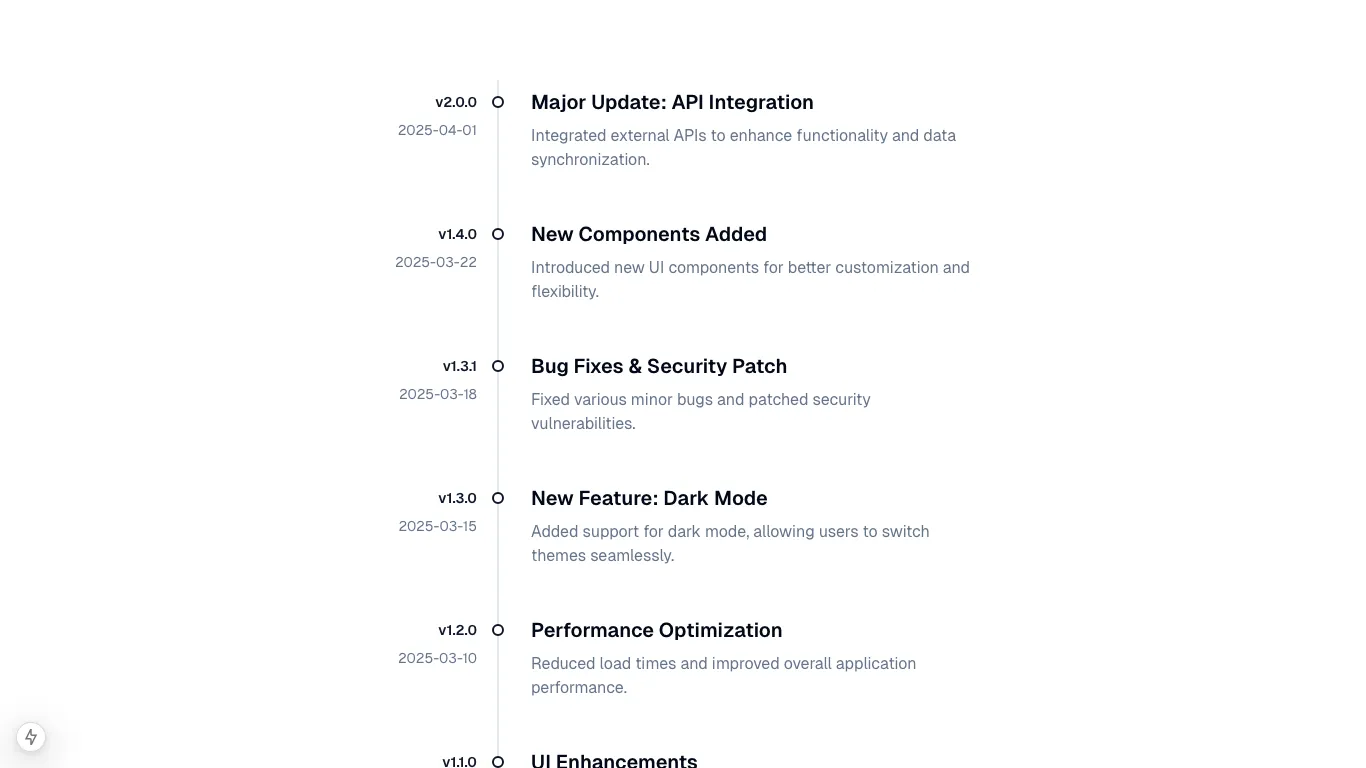 v2.0.0
2025-04-01
Major Update: API Integration
Integrated external APIs to enhance functionality and data
synchronization.
v1.4.0
2025-03-22
New Components Added
Introduced new UI components for better customization and
flexibility.
v1.3.1
2025-03-18
Bug Fixes & Security Patch
Fixed various minor bugs and patched security
vulnerabilities.
v1.3.0
2025-03-15
New Feature: Dark Mode
Added support for dark mode, allowing users to switch
themes seamlessly.
v1.2.0
2025-03-10
Performance Optimization
Reduced load times and improved overall application
performance.
v1.1.0
UI Enhancements